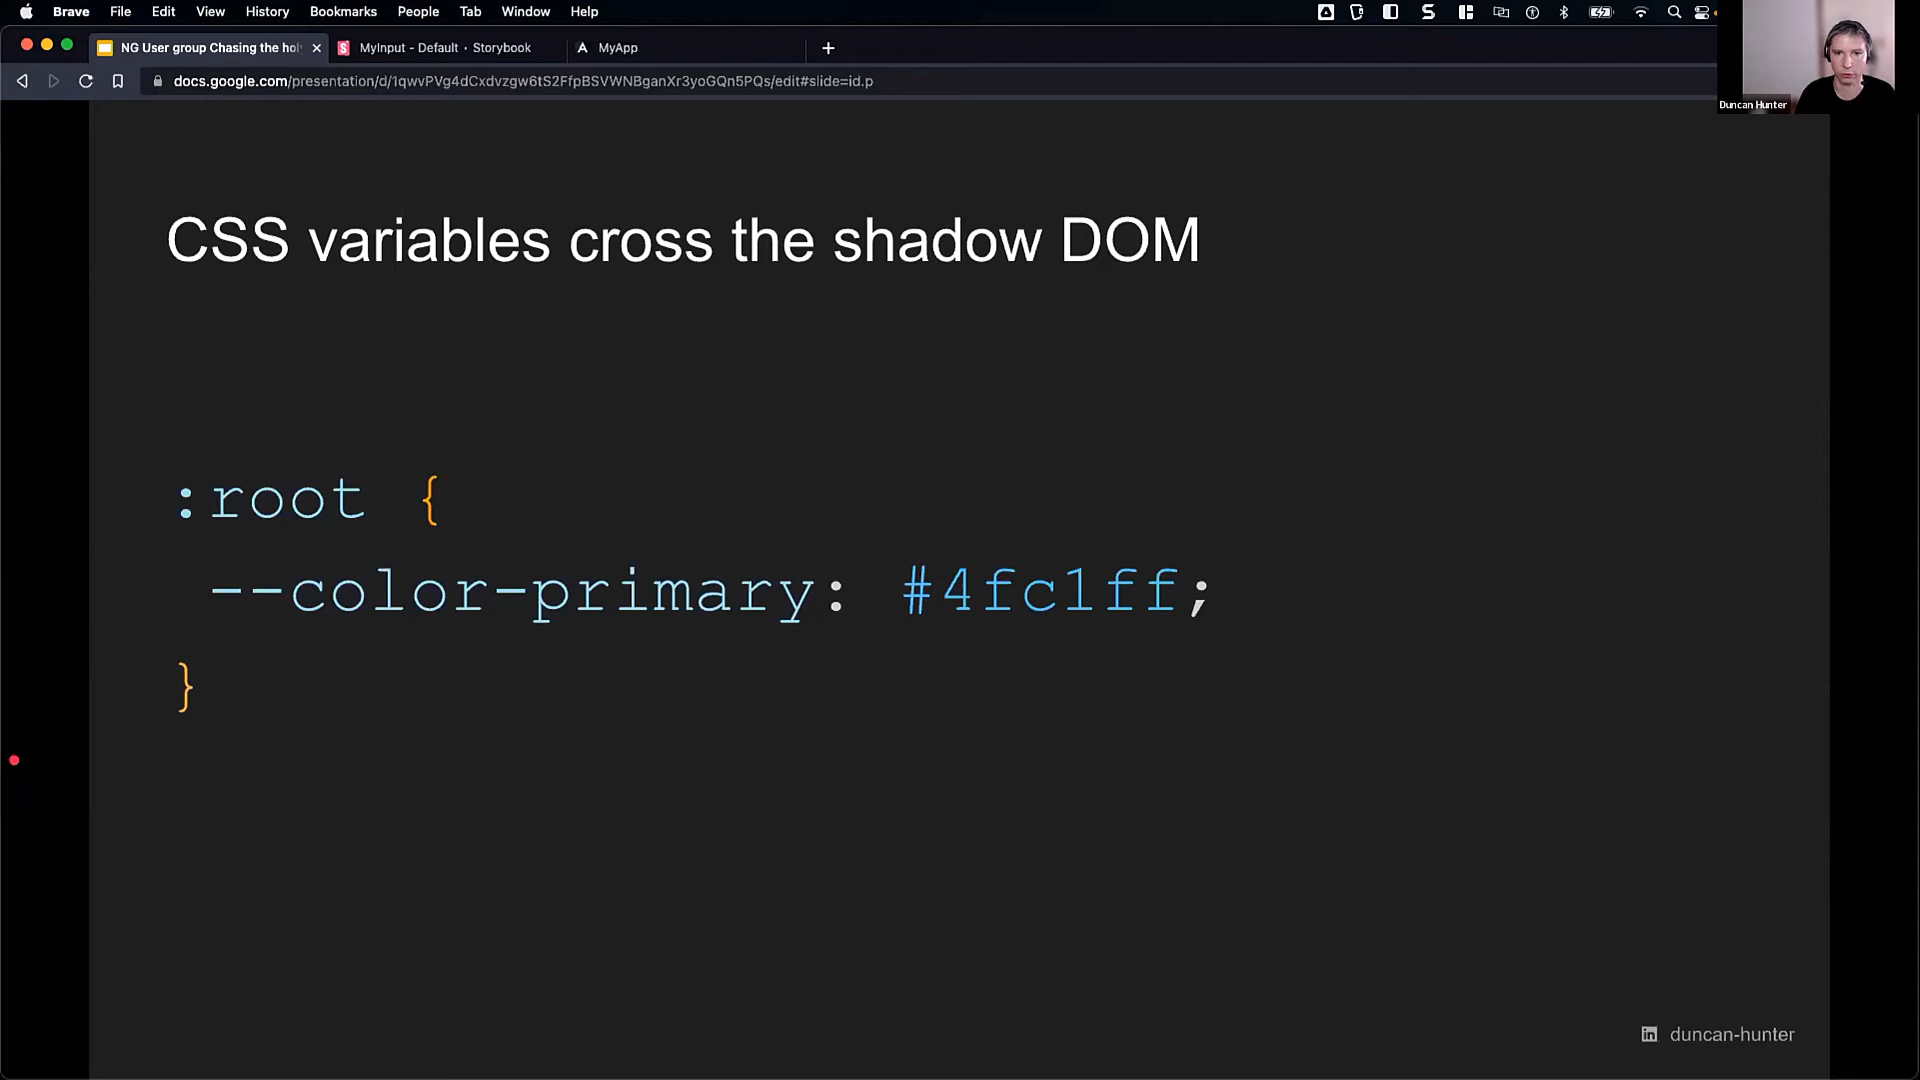 Brave File Edit View History Bookmarks People Tab Window Help
NG User group Chasing the hol
MyInput - Default · Storybook
MyApp
docs.google.com/presentation/d/1qwvPVg4dCxdvzgw6tS2FfpBSVWNBganXr3yoGQn5PQs/edit#slide=id.p
Duncan Hunter
CSS variables cross the shadow DOM
:root {
--color-primary: #4fc1ff;
}
in duncan-hunter